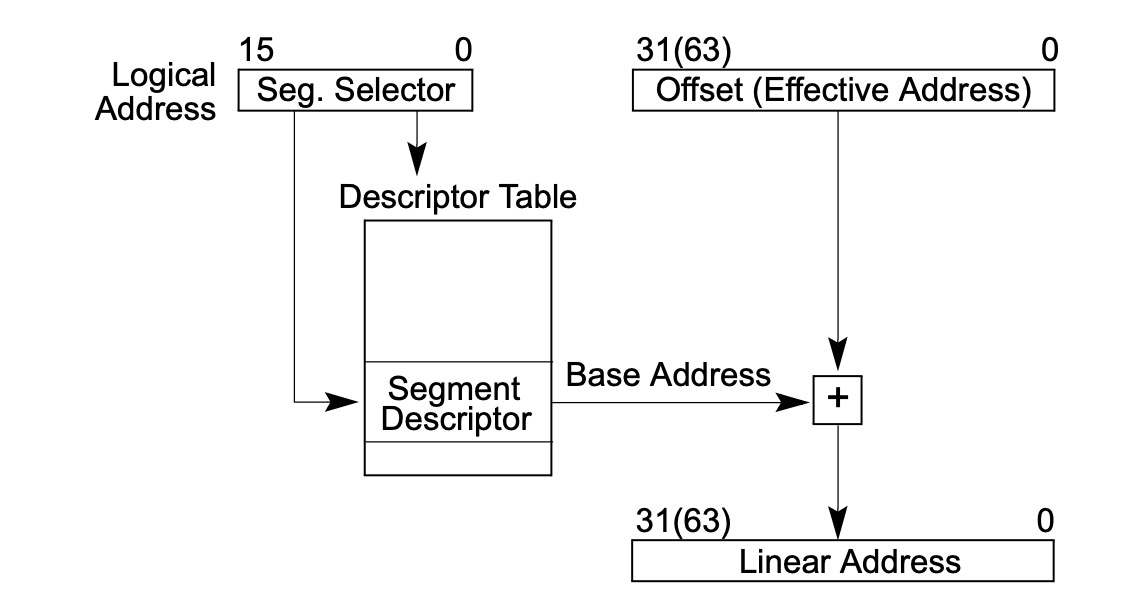 15 0
31(63) 0
Logical
Address
Seg. Selector
Offset (Effective Address)
Descriptor Table
Segment
Descriptor
Base Address
+
31(63) 0
Linear Address